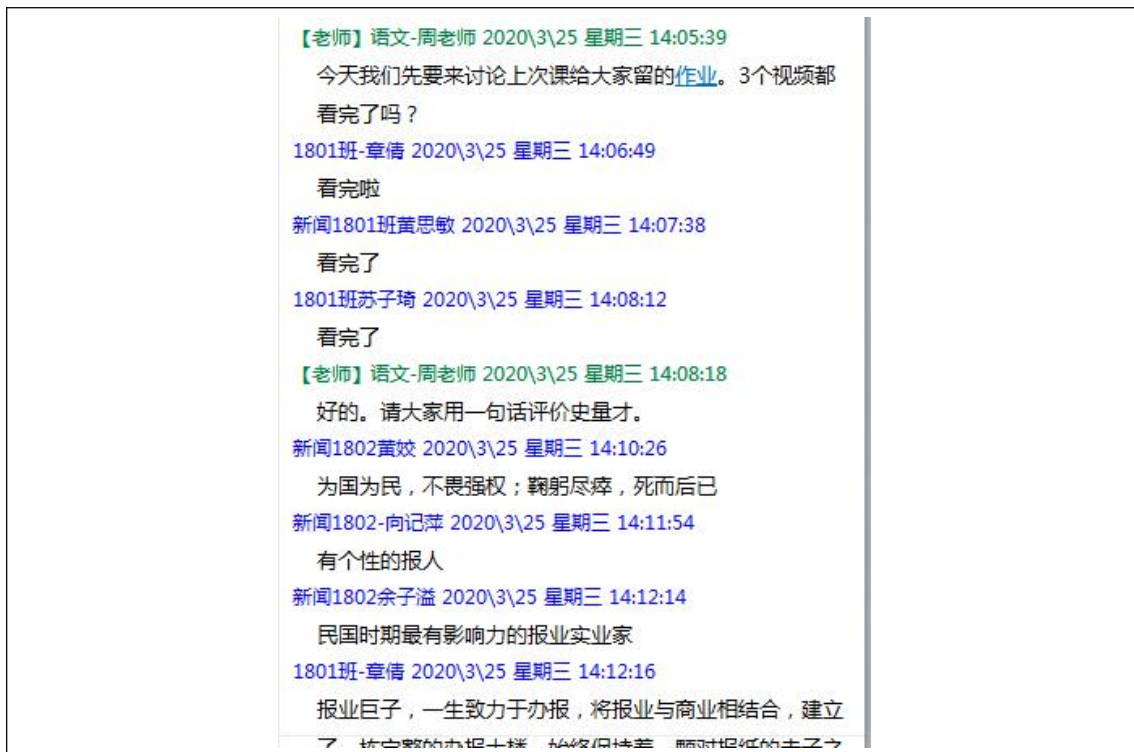 【老师】语文-周老师 2020\3\25 星期三 14:05:39
今天我们先要来讨论上次课给大家留的作业。3个视频都
看完了吗？
1801班-章倩 2020\3\25 星期三 14:06:49
看完啦
新闻1801班黄思敏 2020\3\25 星期三 14:07:38
看完了
1801班苏子琦 2020\3\25 星期三 14:08:12
看完了
【老师】语文-周老师 2020\3\25 星期三 14:08:18
好的。请大家用一句话评价史量才。
新闻1802黄姣 2020\3\25 星期三 14:10:26
为国为民，不畏强权；鞠躬尽瘁，死而后已
新闻1802-向记萍 2020\3\25 星期三 14:11:54
有个性的报人
新闻1802余子溢 2020\3\25 星期三 14:12:14
民国时期最有影响力的报业实业家
1801班-章倩 2020\3\25 星期三 14:12:16
报业巨子，一生致力于办报，将报业与商业相结合，建立